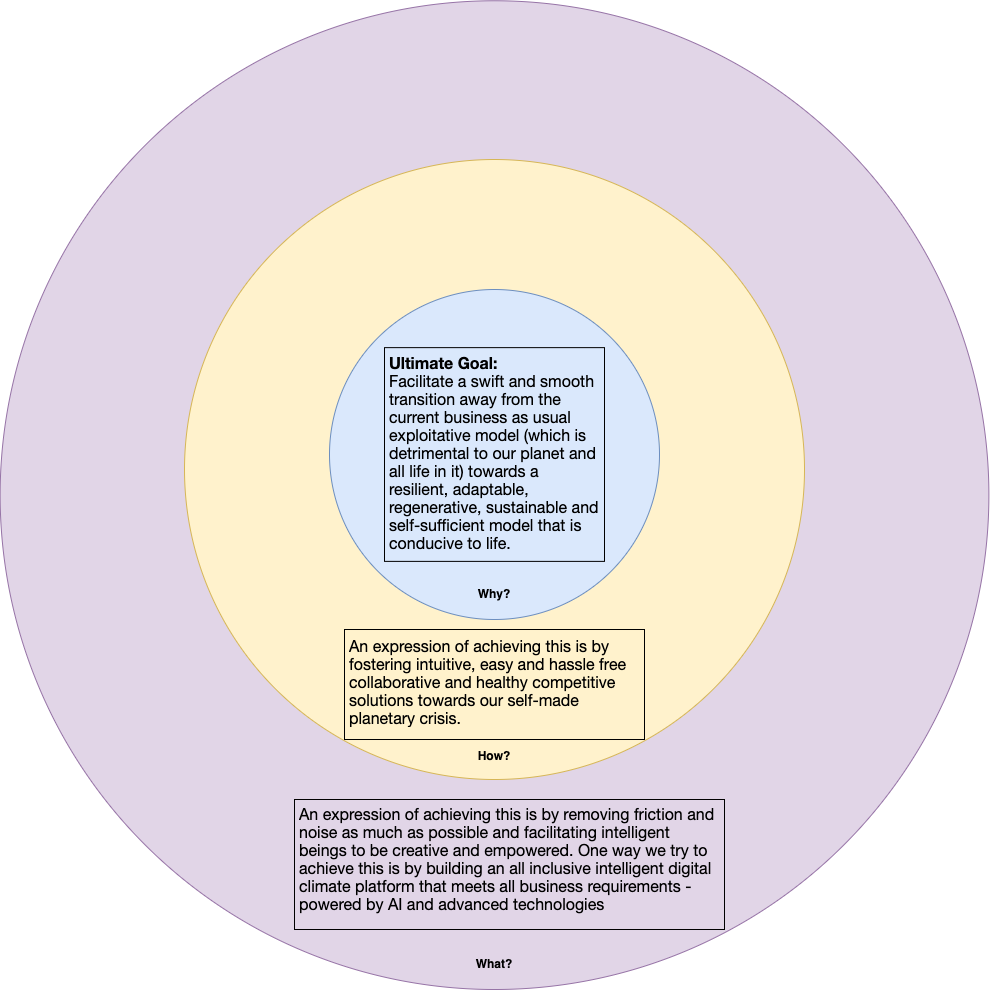 Ultimate Goal:
Facilitate a swift and smooth
transition away from the
current business as usual
exploitative model (which is
detrimental to our planet and
all life in it) towards a
resilient, adaptable,
regenerative, sustainable and
self-sufficient model that is
conducive to life.
Why?
An expression of achieving this is by
fostering intuitive, easy and hassle free
collaborative and healthy competitive
solutions towards our self-made
planetary crisis.
How?
An expression of achieving this is by removing friction and
noise as much as possible and facilitating intelligent
beings to be creative and empowered. One way we try to
achieve this is by building an all inclusive intelligent digital
climate platform that meets all business requirements -
powered by AI and advanced technologies
What?